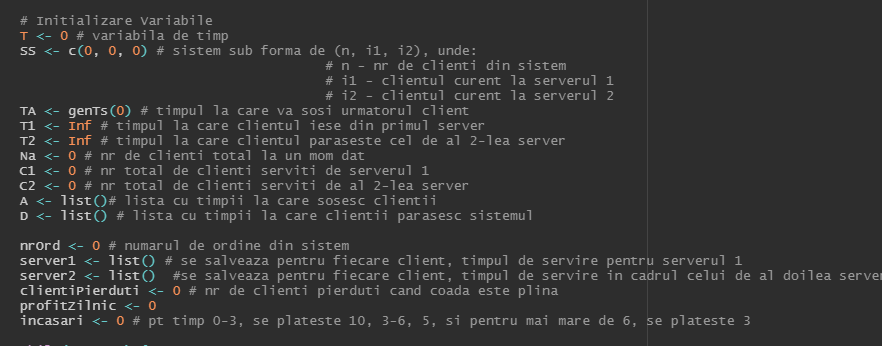 # Initializare Variabile
T <- 0 # variabila de timp
SS <- c(0, 0, 0) # sistem sub forma de (n, i1, i2), unde:
# n - nr de clienti din sistem
# i1 - clientul curent la serverul 1
# i2 - clientul curent la serverul 2
TA <- genTs(0) # timpul la care va sosi urmatorul client
T1 <- Inf # timpul la care clientul iese din primul server
T2 <- Inf # timpul la care clientul paraseste cel de al 2-lea server
Na <- 0 # nr de clienti total la un mom dat
C1 <- 0 # nr total de clienti serviti de serverul 1
C2 <- 0 # nr total de clienti serviti de al 2-lea server
A <- list()# lista cu timpii la care sosesc clientii
D <- list() # lista cu timpii la care clientii parasesc sistemul
nrOrd <- 0 # numarul de ordine din sistem
server1 <- list() # se salveaza pentru fiecare client, timpul de servire pentru serverul 1
server2 <- list()  #se salveaza pentru fiecare client, timpul de servire in cadrul celui de al doilea server
clientiPierduti <- 0 # nr de clienti pierduti cand coada este plina
profitZilnic <- 0
incasari <- 0 # pt timp 0-3, se plateste 10, 3-6, 5, si pentru mai mare de 6, se plateste 3